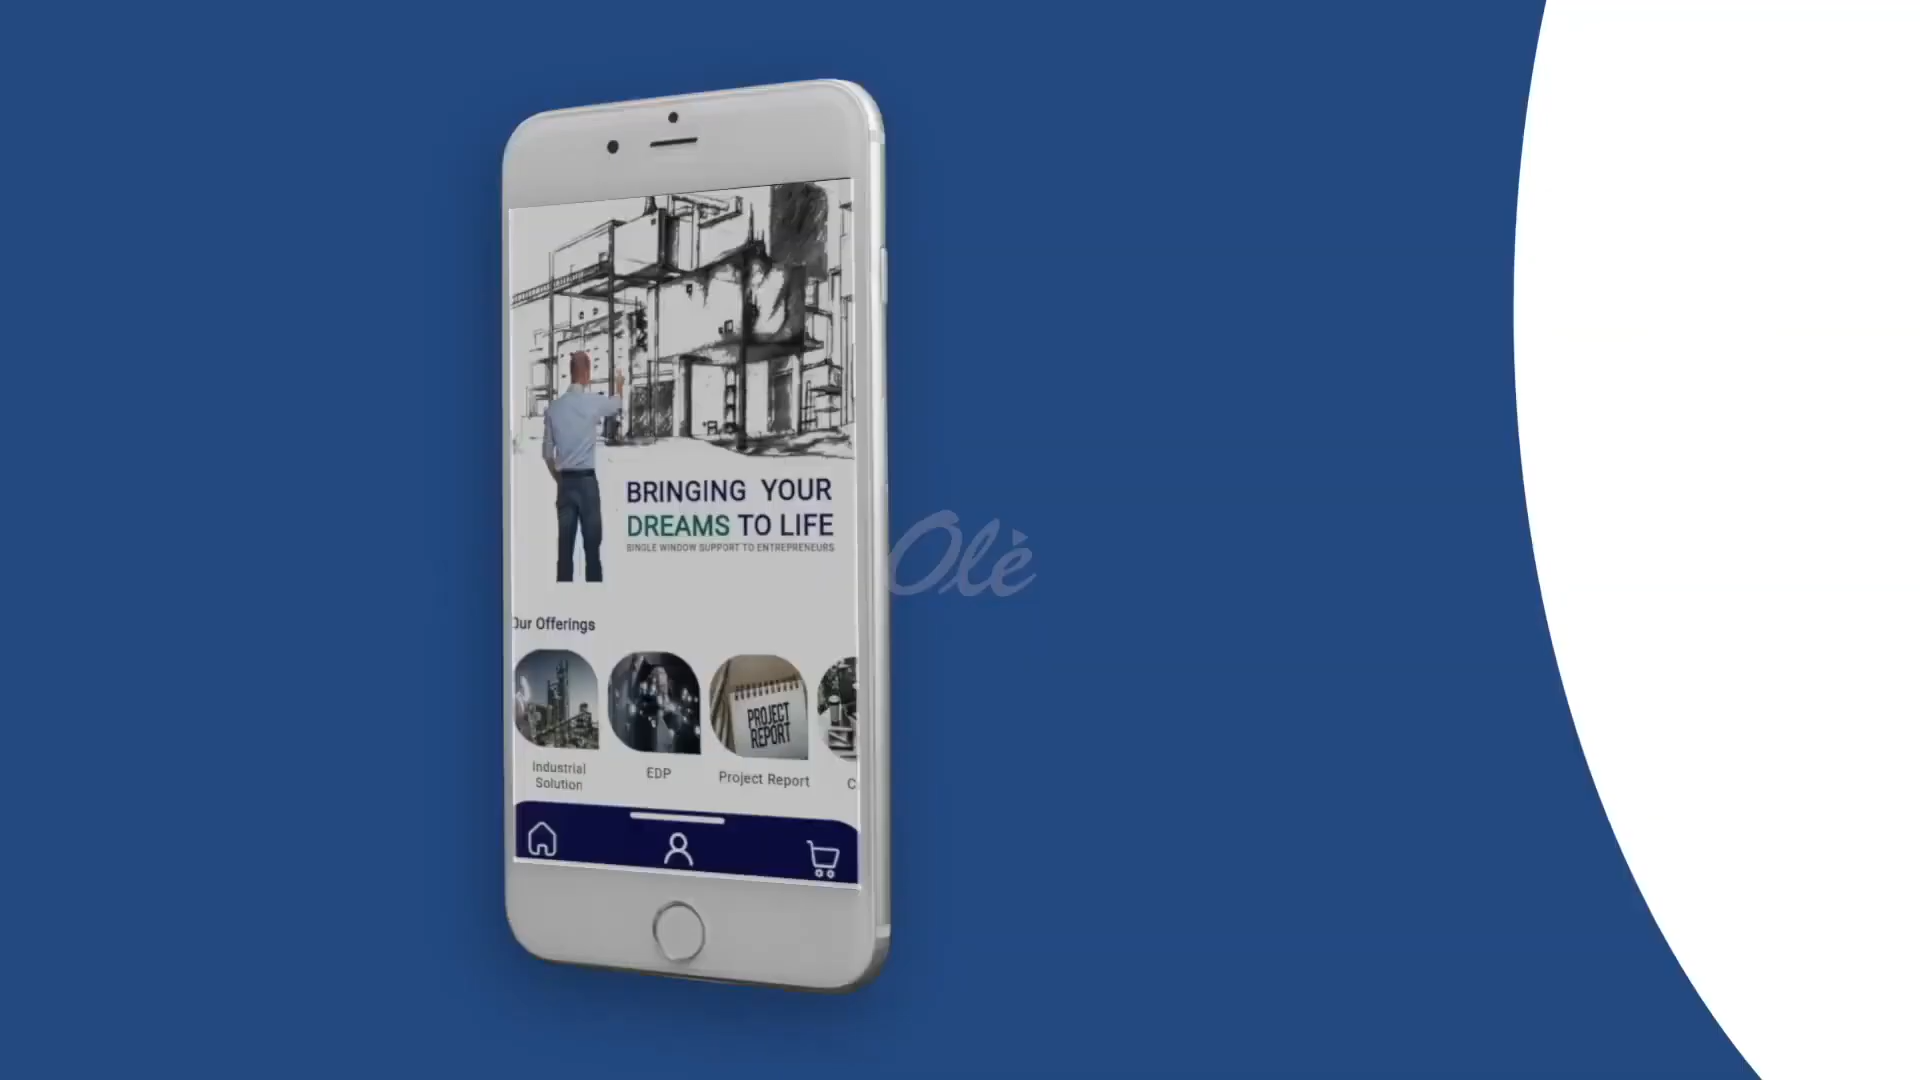 BRINGING YOUR
DREAMS TO LIFE
SINGLE WINDOW SUPPORT TO ENTREPRENEURS
Olè
Our Offerings
PROJECT
REPORT
Industrial
Solution
EDP
Project Report
C